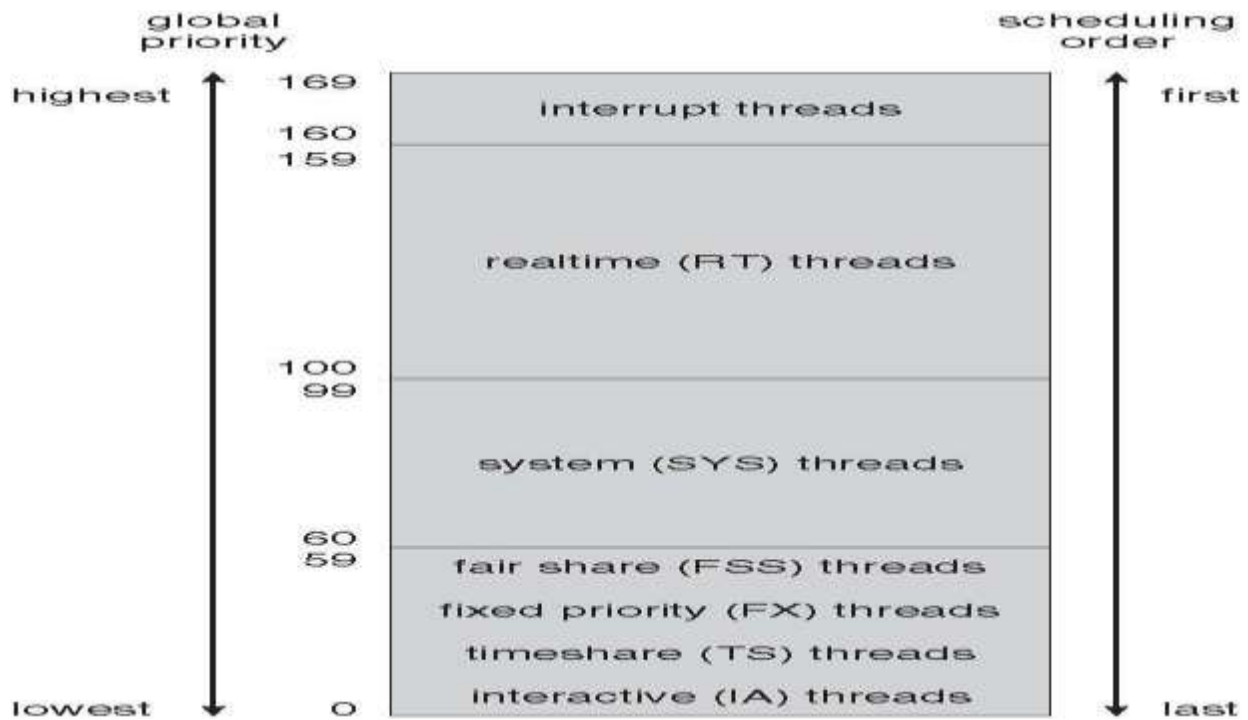 global
priority
scheduling
order
highest
169
interrupt threads
first
160
159
realtime (RT) threads
100
99
system (SYS) threads
60
59
fair share (FSS) threads
fixed priority (FX) threads
timeshare (TS) threads
interactive (IA) threads
lowest
0
last